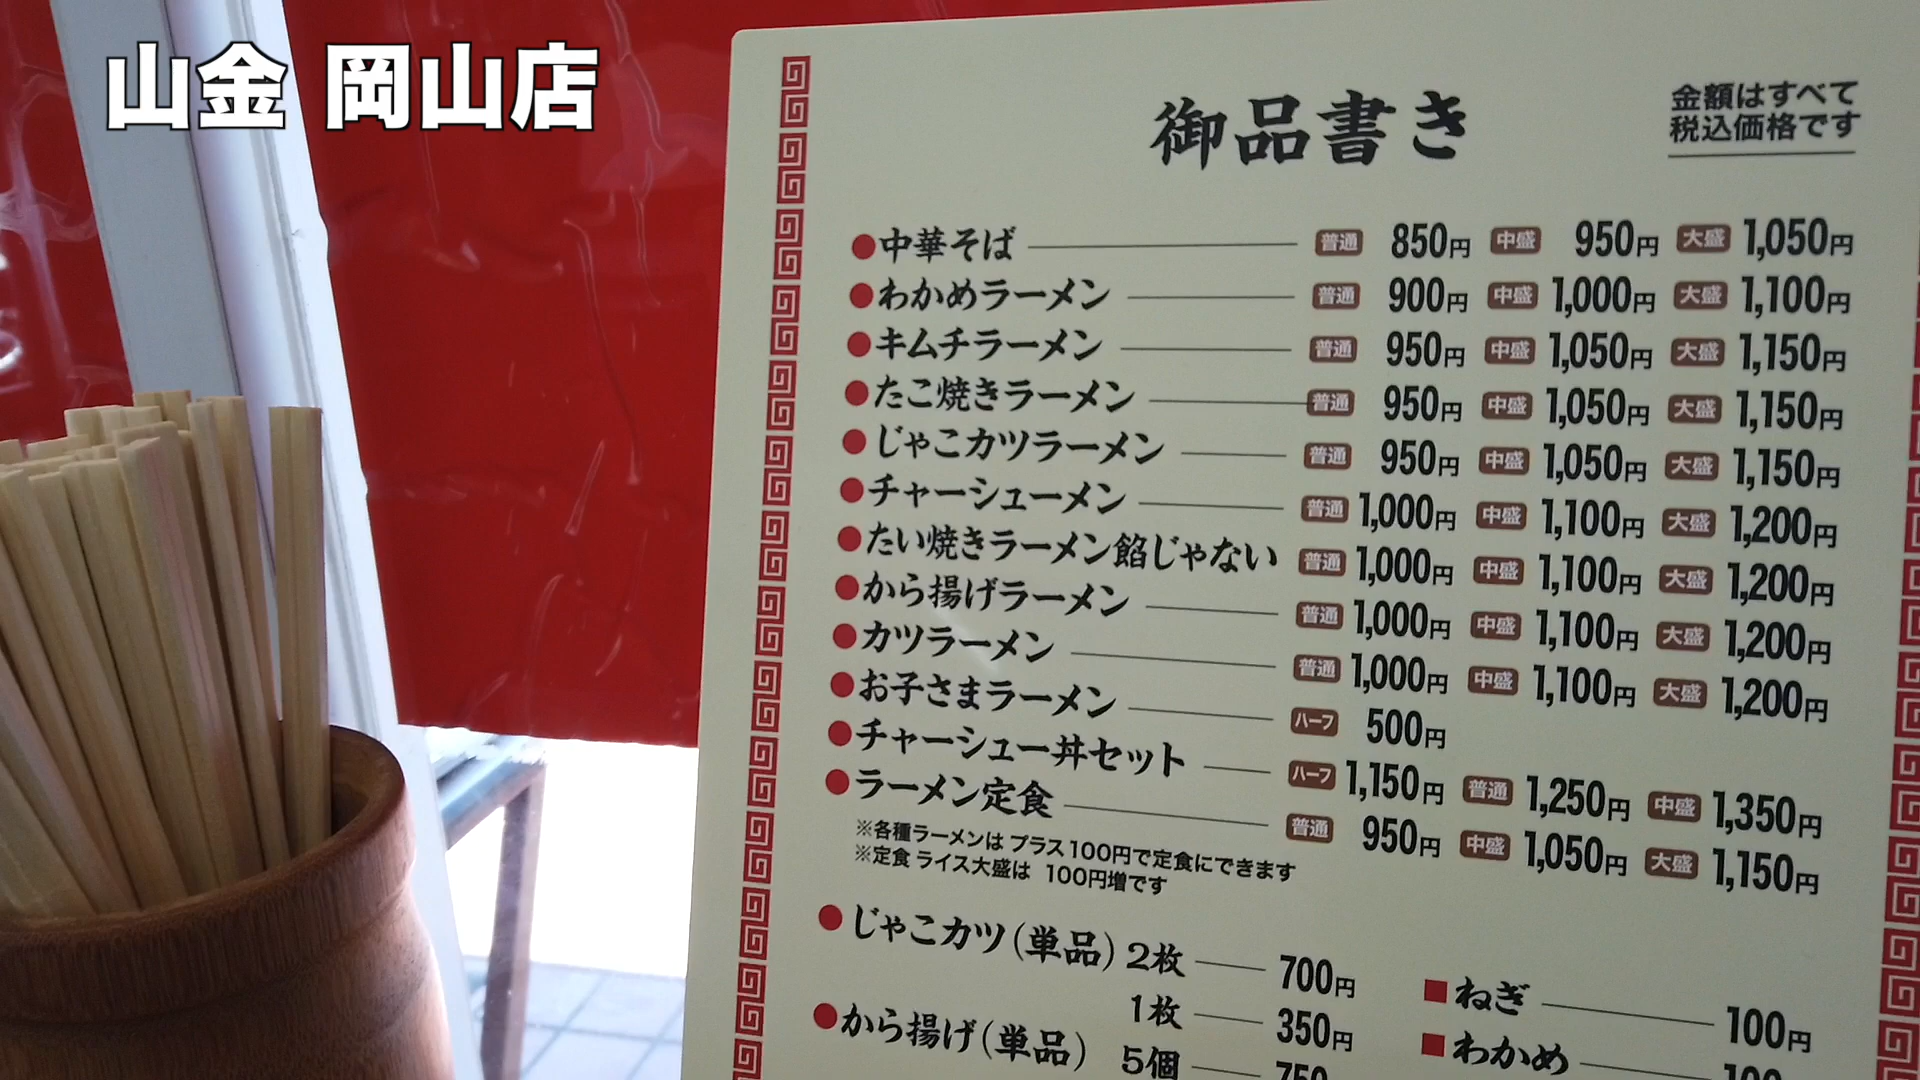 山金 岡山店
御品書き
金額はすべて
税込価格です
●中華そば 普通 850円 中盛 950円 大盛 1,050円
●わかめラーメン 普通 900円 中盛 1,000円 大盛 1,100円
●キムチラーメン 普通 950円 中盛 1,050円 大盛 1,150円
●たこ焼きラーメン 普通 950円 中盛 1,050円 大盛 1,150円
●じゃこカツラーメン 普通 950円 中盛 1,050円 大盛 1,150円
●チャーシューメン 普通 1,000円 中盛 1,100円 大盛 1,200円
●たい焼きラーメン餡じゃない 普通 1,000円 中盛 1,100円 大盛 1,200円
●から揚げラーメン 普通 1,000円 中盛 1,100円 大盛 1,200円
●カツラーメン 普通 1,000円 中盛 1,100円 大盛 1,200円
●お子さまラーメン ハーフ 500円
●チャーシュー丼セット ハーフ 1,150円 普通 1,250円 中盛 1,350円
●ラーメン定食 普通 950円 中盛 1,050円 大盛 1,150円
※各種ラーメンは プラス100円で定食にできます
※定食 ライス大盛は 100円増です
●じゃこカツ(単品) 2枚 700円
1枚 350円
●から揚げ(単品) 5個 750
■ねぎ 100円
■わかめ 100